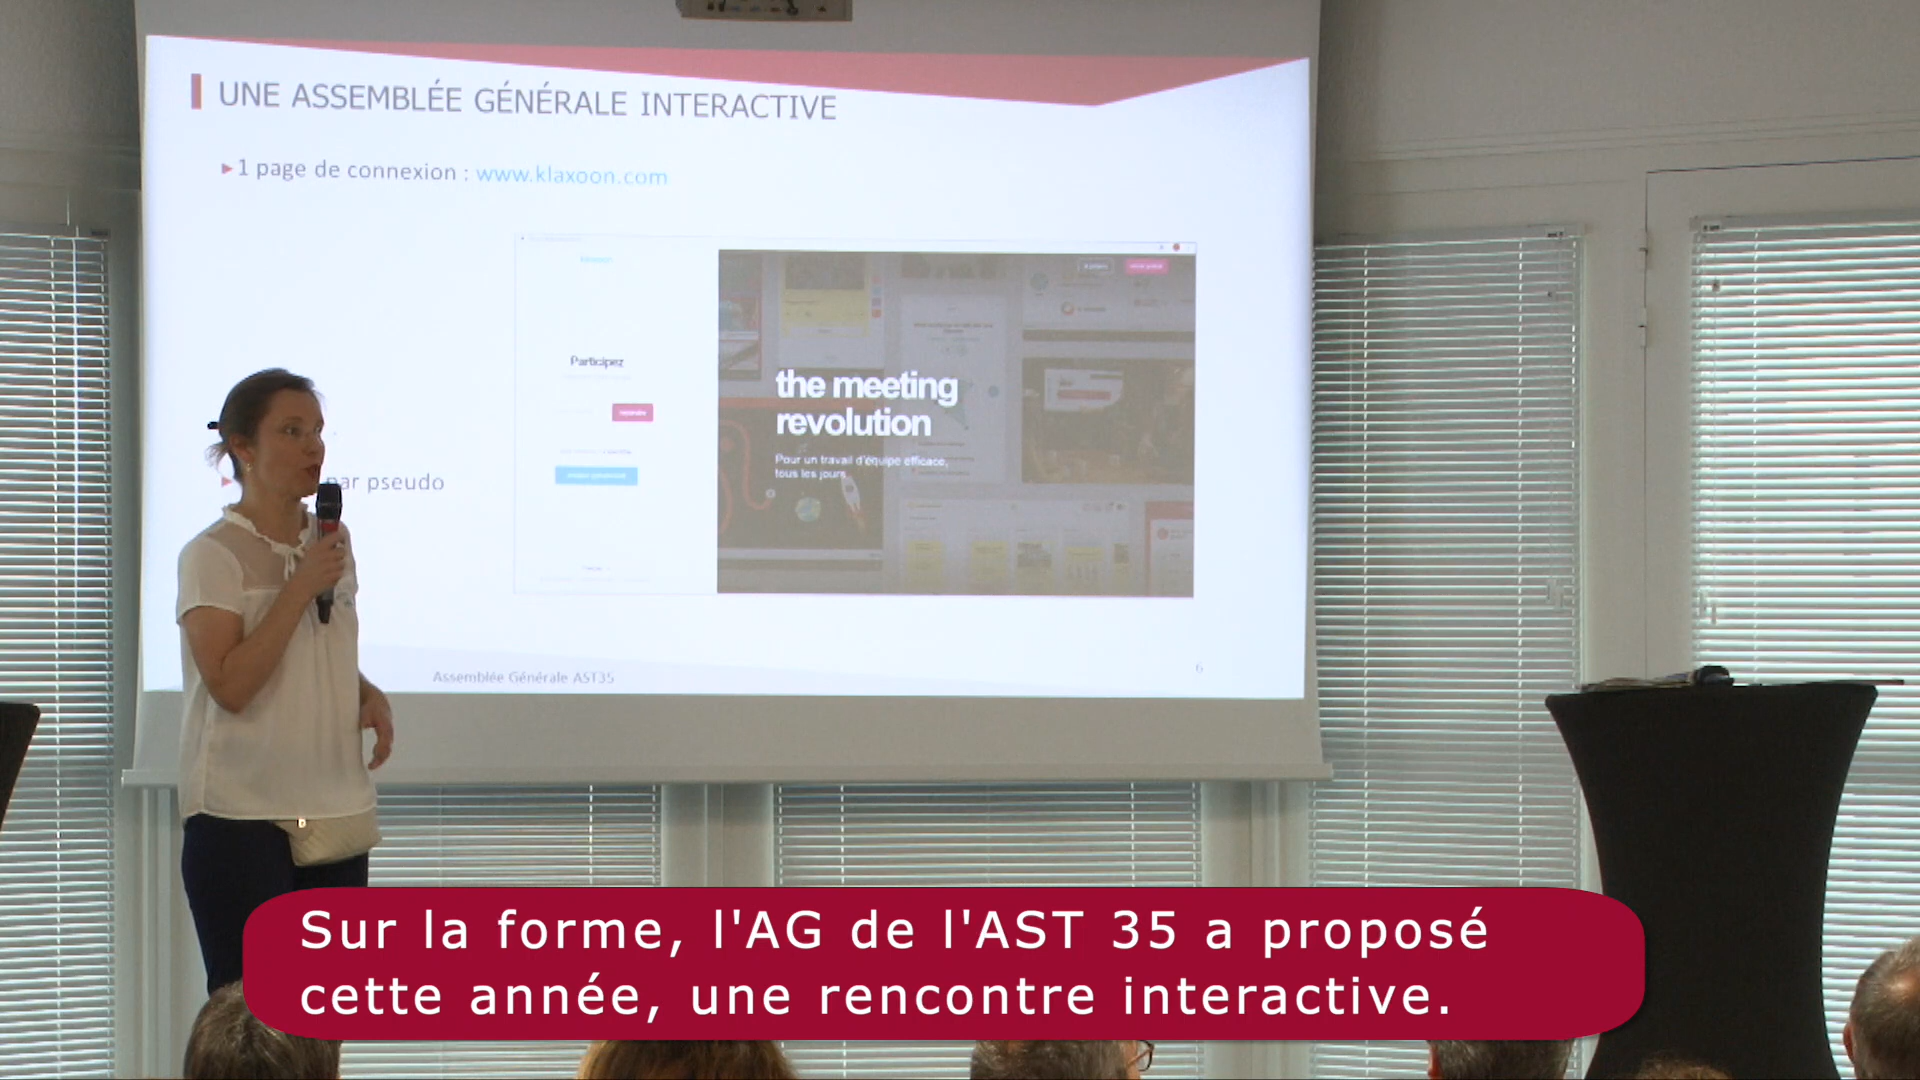 UNE ASSEMBLÉE GÉNÉRALE INTERACTIVE
1 page de connexion : www.klaxoon.com
Participez
the meeting
revolution
Pour un travail d'équipe efficace,
tous les jours
par pseudo
Assemblée Générale AST35
6
Sur la forme, l'AG de l'AST 35 a proposé
cette année, une rencontre interactive.